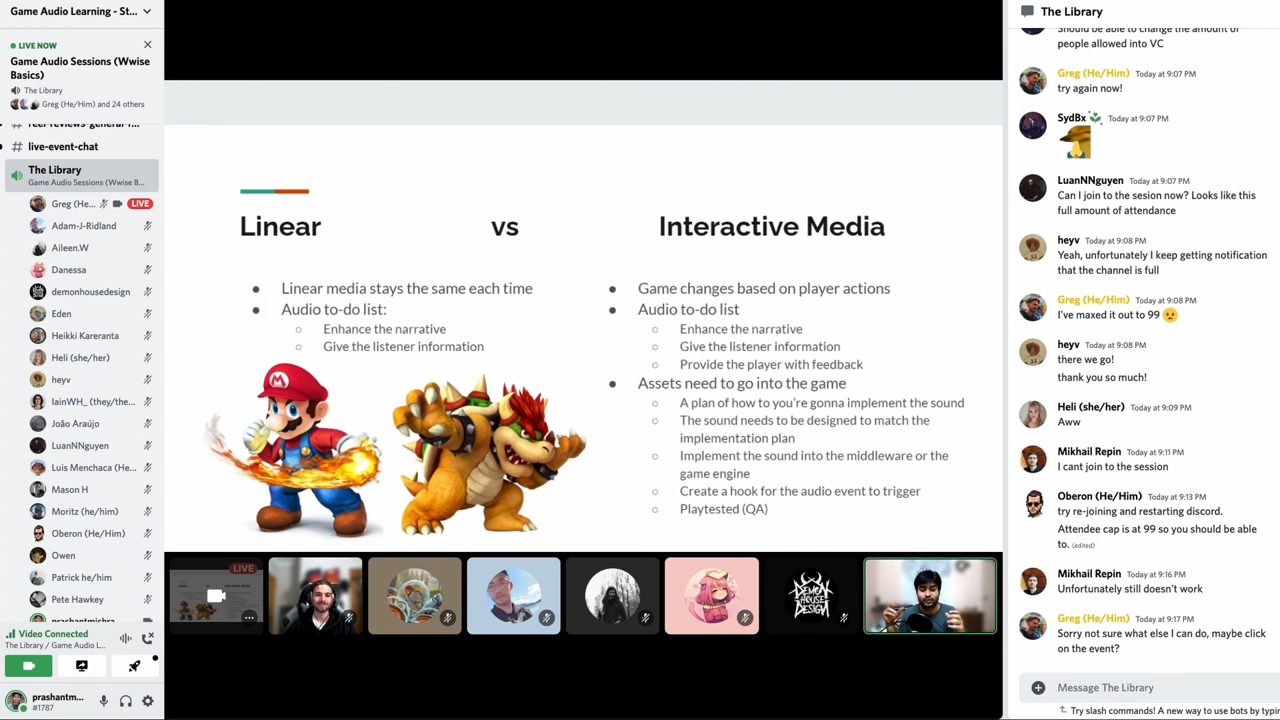 Game Audio Learning - St...
LIVE NOW
Game Audio Sessions (Wwise
Basics)
The Library
Greg (He/Him) and 24 others
live-event-chat
The Library
Game Audio Sessions (Wwise B...
Greg (He...
LIVE
Adam-J-Ridland
Aileen.W
Danessa
demonhousedesign
Eden
Heikki Kareranta
Heli (she/her)
heyv
IainWH_ (they/the...
João Araújo
LuanNNguyen
Luis Menchaca (He...
Mason H
Moritz (he/him)
Oberon (He/Him)
Owen
Patrick he/him
Pete Hawkey
prashantmishra
Video Connected
The Library / Game Audio L...
prashantm...
#1787
Linear vs Interactive Media
● Linear media stays the same each time
● Audio to-do list:
○ Enhance the narrative
○ Give the listener information
● Game changes based on player actions
● Audio to-do list
○ Enhance the narrative
○ Give the listener information
○ Provide the player with feedback
● Assets need to go into the game
○ A plan of how to you're gonna implement the sound
○ The sound needs to be designed to match the
implementation plan
○ Implement the sound into the middleware or the
game engine
○ Create a hook for the audio event to trigger
○ Playtested (QA)
M
LIVE
DEMON
HOUSE
DESIGN
The Library
Should be able to change the amount of
people allowed into VC
Greg (He/Him) Today at 9:07 PM
try again now!
SydBx Today at 9:07 PM
LuanNNguyen Today at 9:07 PM
Can I join to the sesion now? Looks like this
full amount of attendance
heyv Today at 9:08 PM
Yeah, unfortunately I keep getting notification
that the channel is full
Greg (He/Him) Today at 9:08 PM
I've maxed it out to 99 😟
heyv Today at 9:08 PM
there we go!
thank you so much!
Heli (she/her) Today at 9:09 PM
Aww
Mikhail Repin Today at 9:11 PM
I cant join to the session
Oberon (He/Him) Today at 9:13 PM
try re-joining and restarting discord.
Attendee cap is at 99 so you should be able
to. (edited)
Mikhail Repin Today at 9:16 PM
Unfortunately still doesn't work
Greg (He/Him) Today at 9:17 PM
Sorry not sure what else I can do, maybe click
on the event?
Message The Library
Try slash commands! A new way to use bots by typin